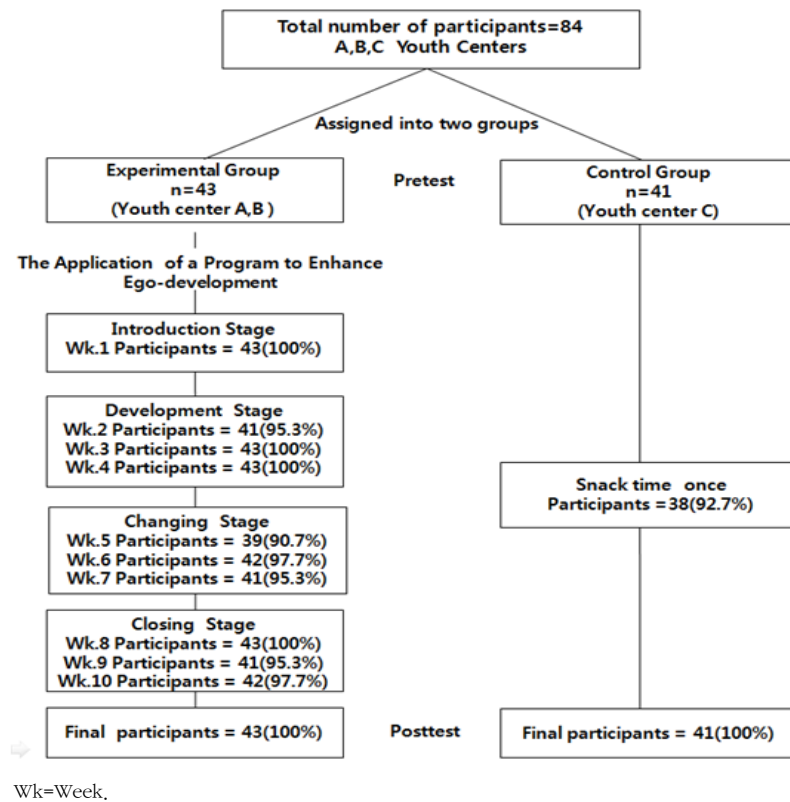 Total number of participants=84
A,B,C Youth Centers
Assigned into two groups
Experimental Group
n=43
(Youth center A,B )
Pretest
Control Group
n=41
(Youth center C)
The Application of a Program to Enhance
Ego-development
Introduction Stage
Wk.1 Participants = 43(100%)
Development Stage
Wk.2 Participants = 41(95.3%)
Wk.3 Participants = 43(100%)
Wk.4 Participants = 43(100%)
Snack time once
Participants =38(92.7%)
Changing Stage
Wk.5 Participants = 39(90.7%)
Wk.6 Participants = 42(97.7%)
Wk.7 Participants = 41(95.3%)
Closing Stage
Wk.8 Participants = 43(100%)
Wk.9 Participants = 41(95.3%)
Wk.10 Participants = 42(97.7%)
Final participants = 43(100%)
Posttest
Final participants = 41(100%)
Wk=Week.